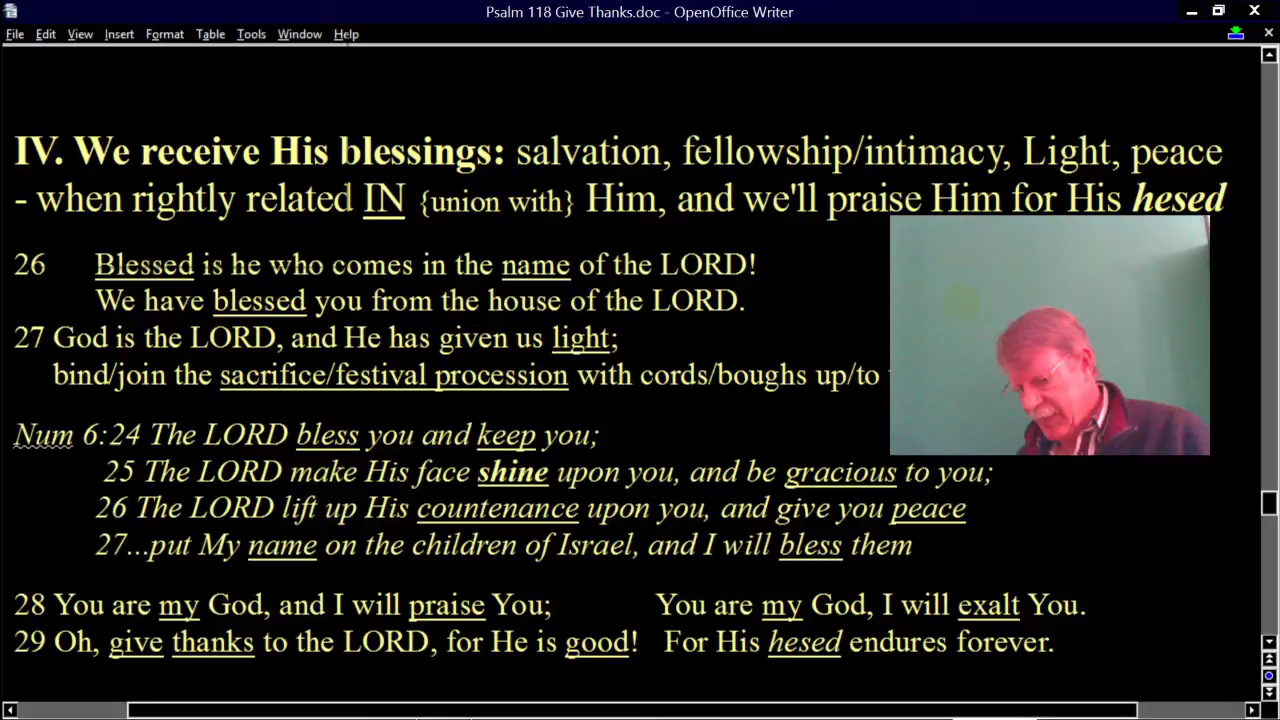 Psalm 118 Give Thanks.doc - OpenOffice Writer
File Edit View Insert Format Table Tools Window Help
IV. We receive His blessings: salvation, fellowship/intimacy, Light, peace
- when rightly related IN {union with} Him, and we'll praise Him for His hesed
26 Blessed is he who comes in the name of the LORD!
We have blessed you from the house of the LORD.
27 God is the LORD, and He has given us light;
bind/join the sacrifice/festival procession with cords/boughs up/to
Num 6:24 The LORD bless you and keep you;
25 The LORD make His face shine upon you, and be gracious to you;
26 The LORD lift up His countenance upon you, and give you peace
27...put My name on the children of Israel, and I will bless them
28 You are my God, and I will praise You; You are my God, I will exalt You.
29 Oh, give thanks to the LORD, for He is good! For His hesed endures forever.